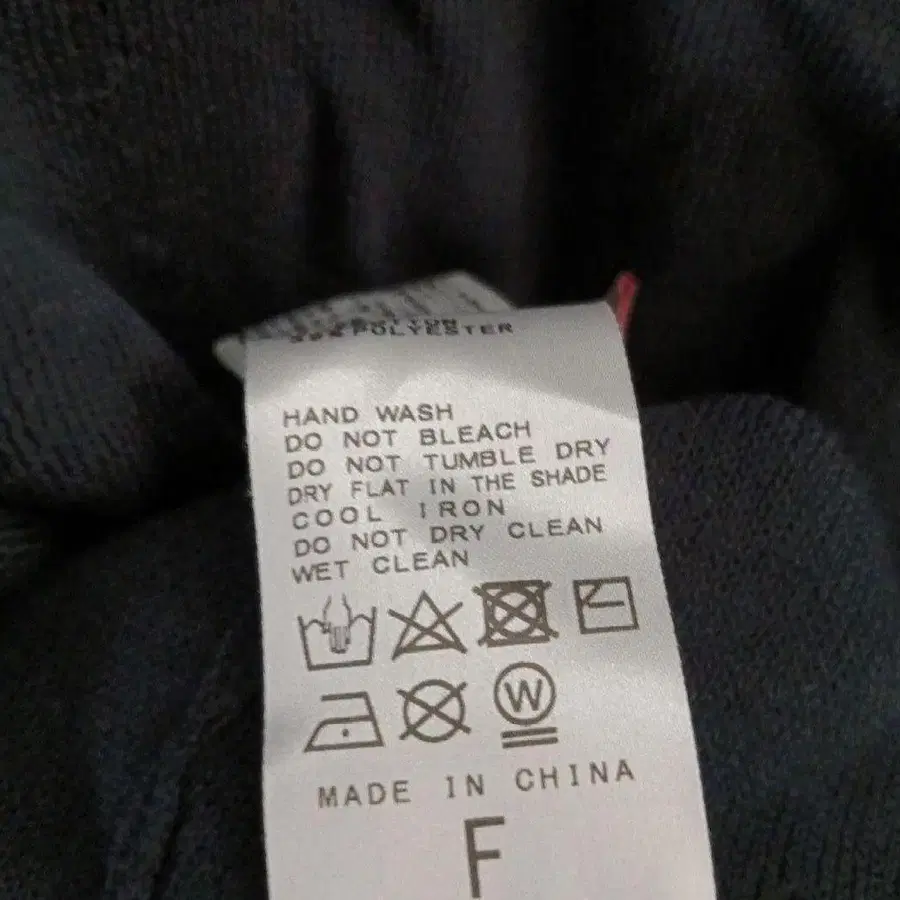 POLYESTER
HAND WASH
DO NOT BLEACH
DO NOT TUMBLE DRY
DRY FLAT IN THE SHADE
COOL IRON
DO NOT DRY CLEAN
WET CLEAN
W
MADE IN CHINA
F